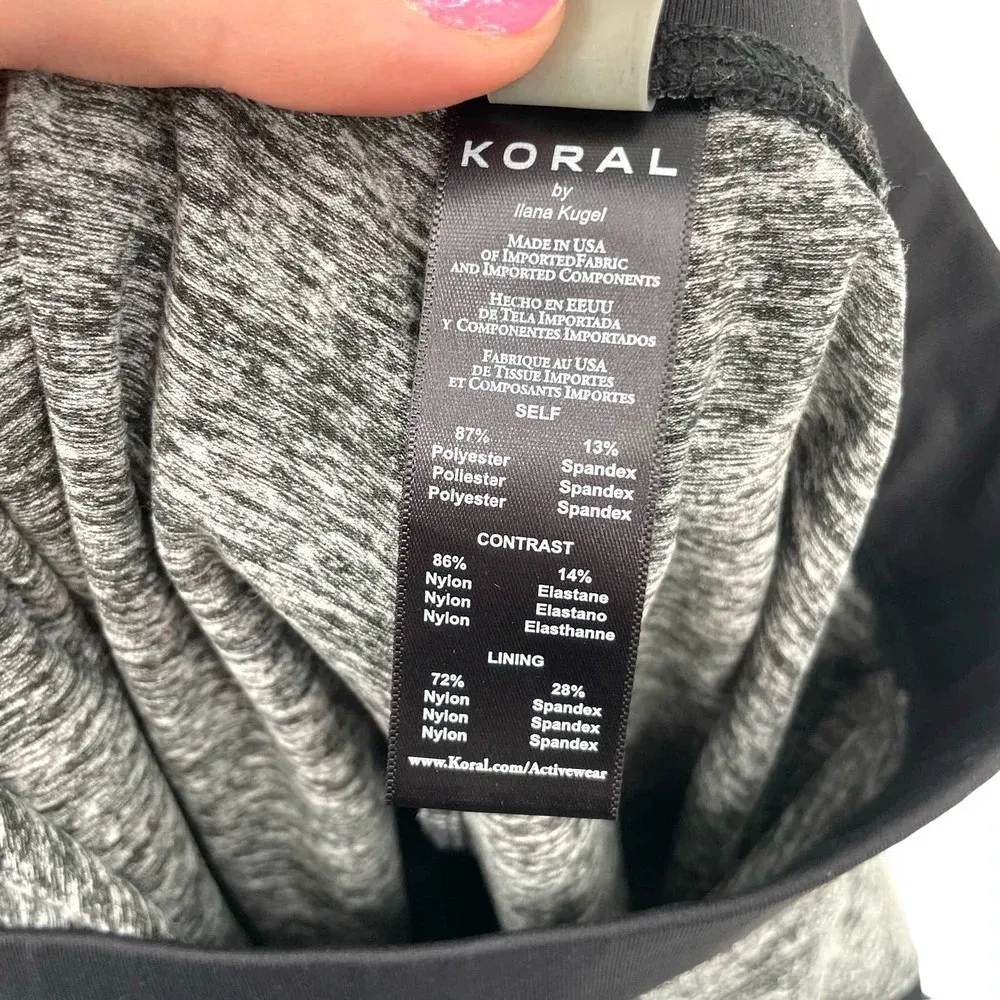 KORAL
by
Ilana Kugel
MADE IN USA
OF IMPORTEDFABRIC
AND IMPORTED COMPONENTS
HECHO EN EEUU
DE TELA IMPORTADA
Y COMPONENTES IMPORTADOS
FABRIQUE AU USA
DE TISSUE IMPORTES
ET COMPOSANTS IMPORTES
SELF
87% 13%
Polyester Spandex
Poliester Spandex
Polyester Spandex
CONTRAST
86% 14%
Nylon Elastane
Nylon Elastano
Nylon Elasthanne
LINING
72% 28%
Nylon Spandex
Nylon Spandex
Nylon Spandex
www.Koral.com/Activewear